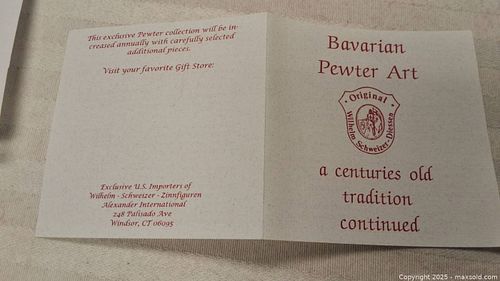 This exclusive Pewter collection will be in-
creased annually with carefully selected
additional pieces.
Visit your favorite Gift Store:
Exclusive U.S. Importers of
Wilhelm - Schweizer - Zinnfiguren
Alexander International
248 Palisado Ave
Windsor, CT 06095
Bavarian
Pewter Art
· Original ·
Wilhelm Schweizer-Diessen
a centuries old
tradition
continued
Copyright 2025 - maxsold.com